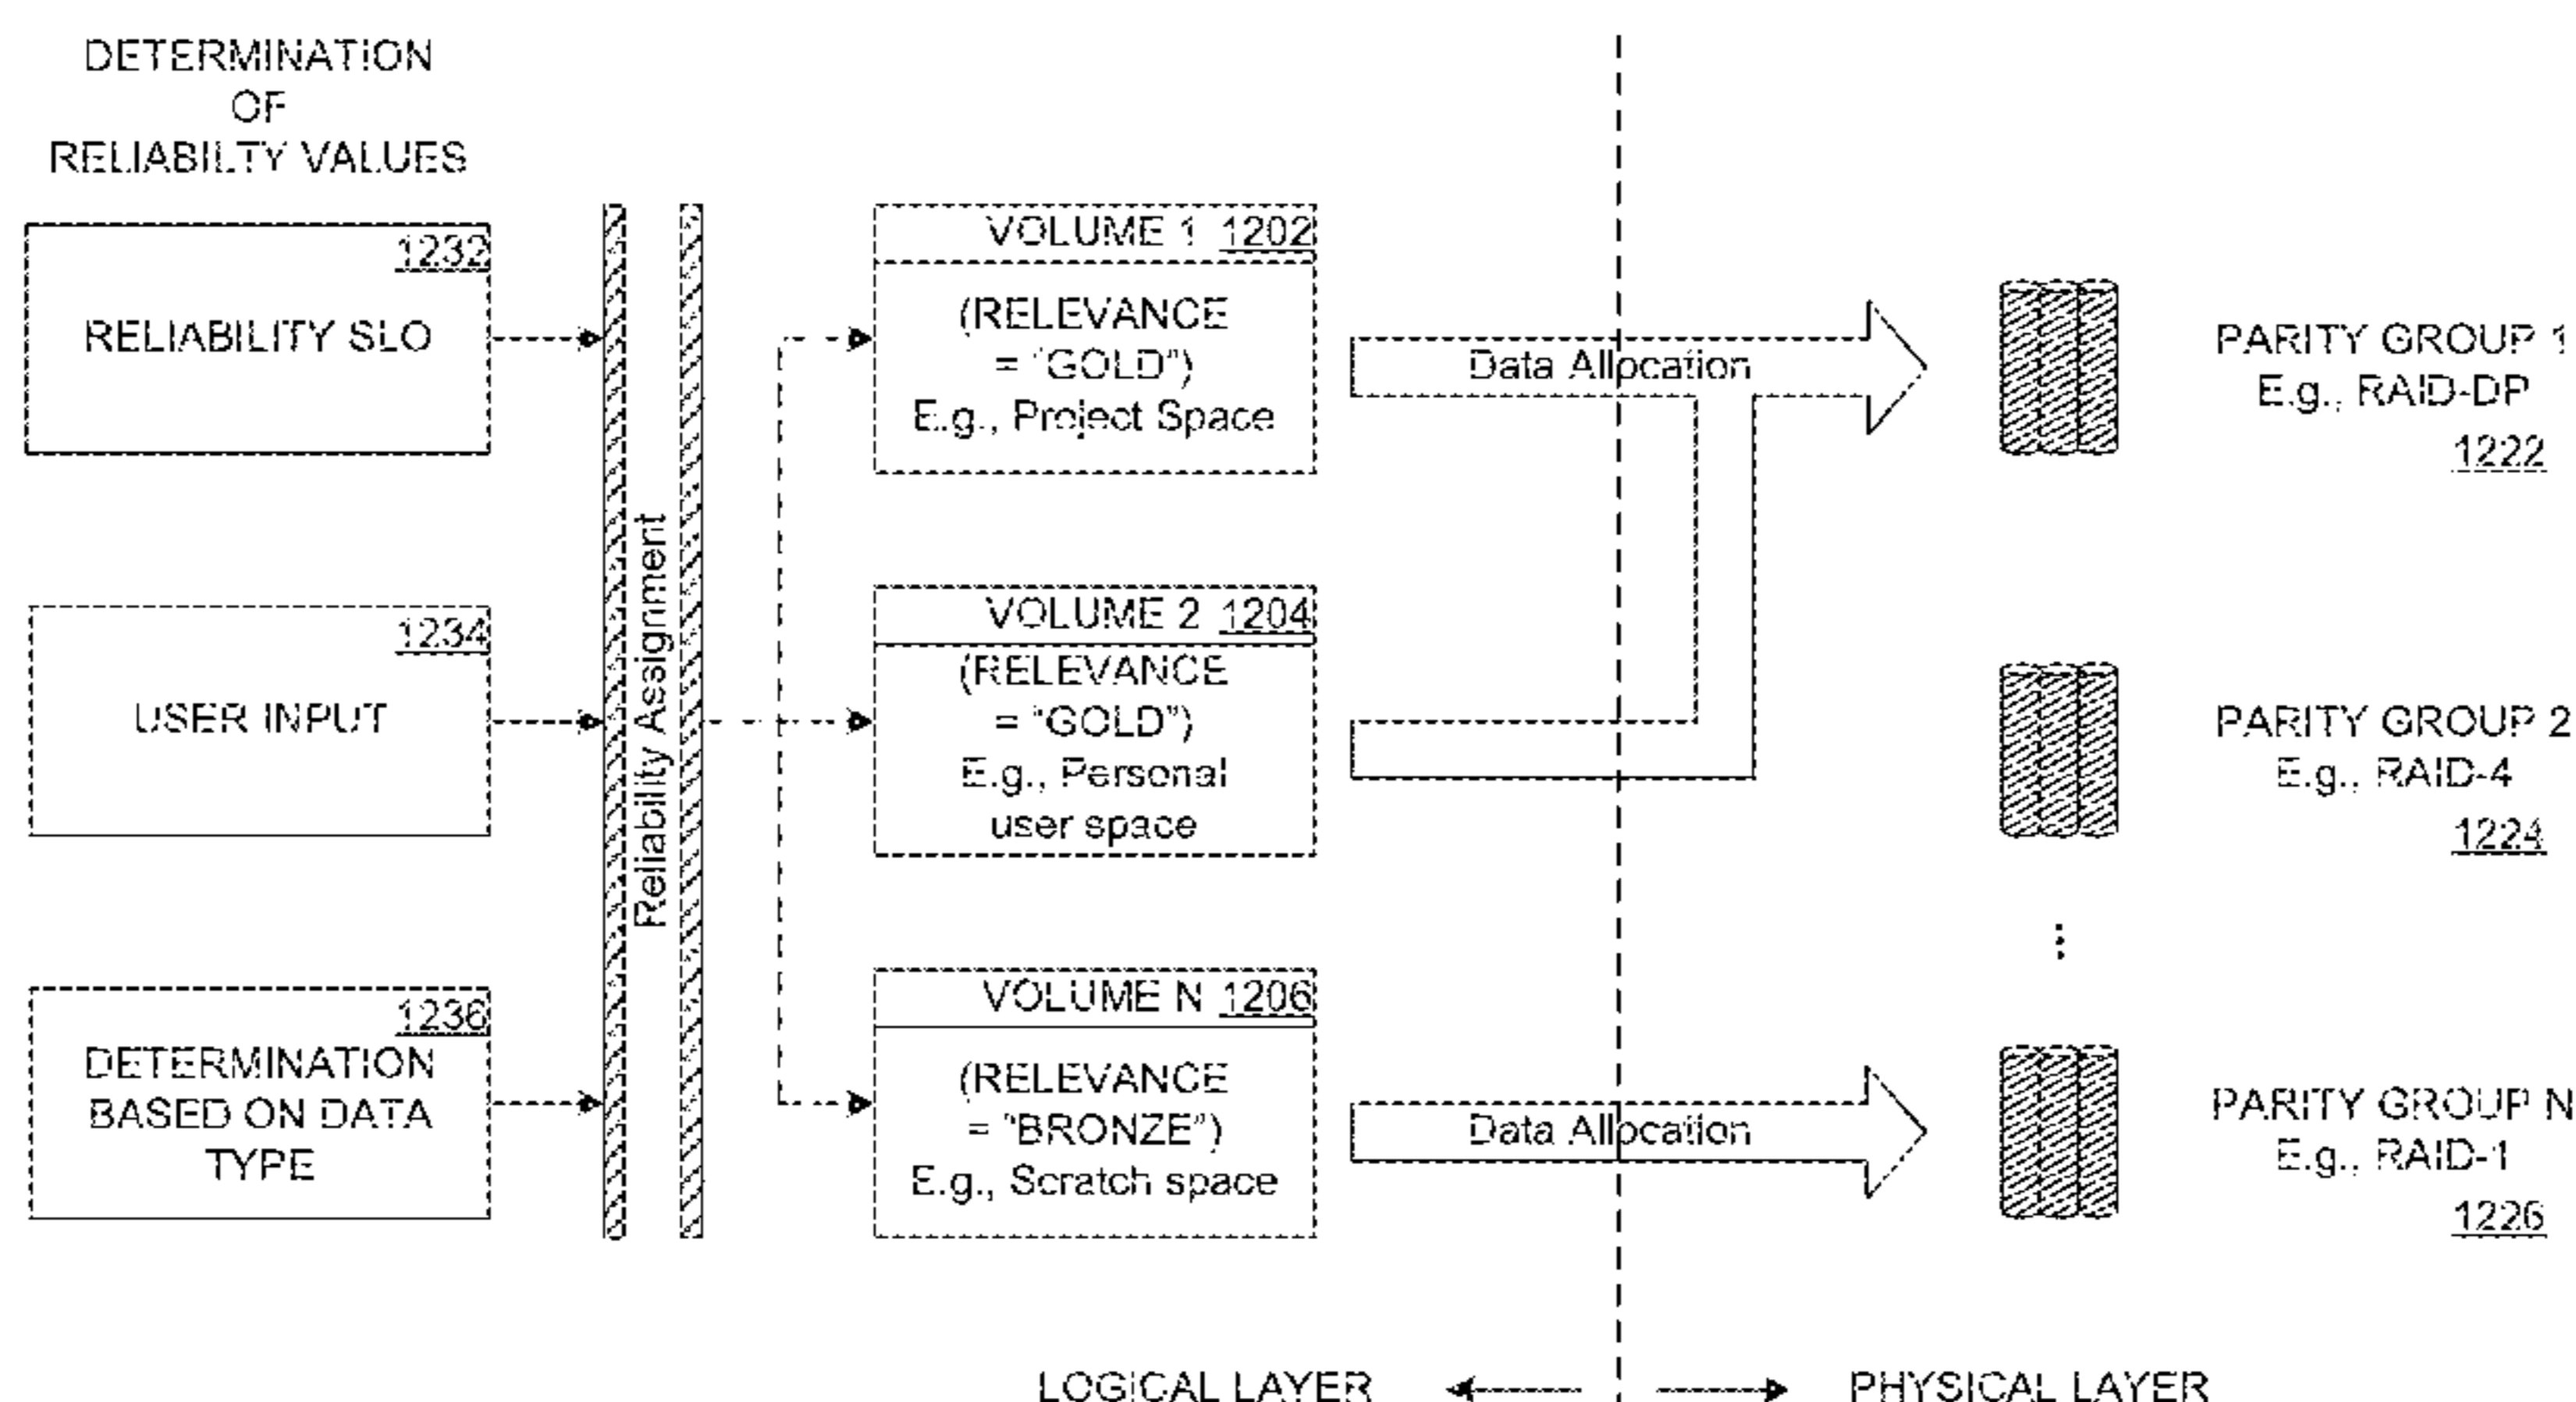 DETERMINATION
OF
RELIABILTY VALUES
1232
RELIABILITY SLO
1234
USER INPUT
1236
DETERMINATION
BASED ON DATA
TYPE
Reliability Assignment
VOLUME 1 1202
(RELEVANCE
= "GOLD")
E.g., Project Space
VOLUME 2 1204
(RELEVANCE
= "GOLD")
E.g., Personal
user space
VOLUME N 1206
(RELEVANCE
= "BRONZE")
E.g., Scratch space
Data Allocation
Data Allocation
PARITY GROUP 1
E.g., RAID-DP
1222
PARITY GROUP 2
E.g., RAID-4
1224
⋮
PARITY GROUP N
E.g., RAID-1
1226
LOGICAL LAYER
PHYSICAL LAYER